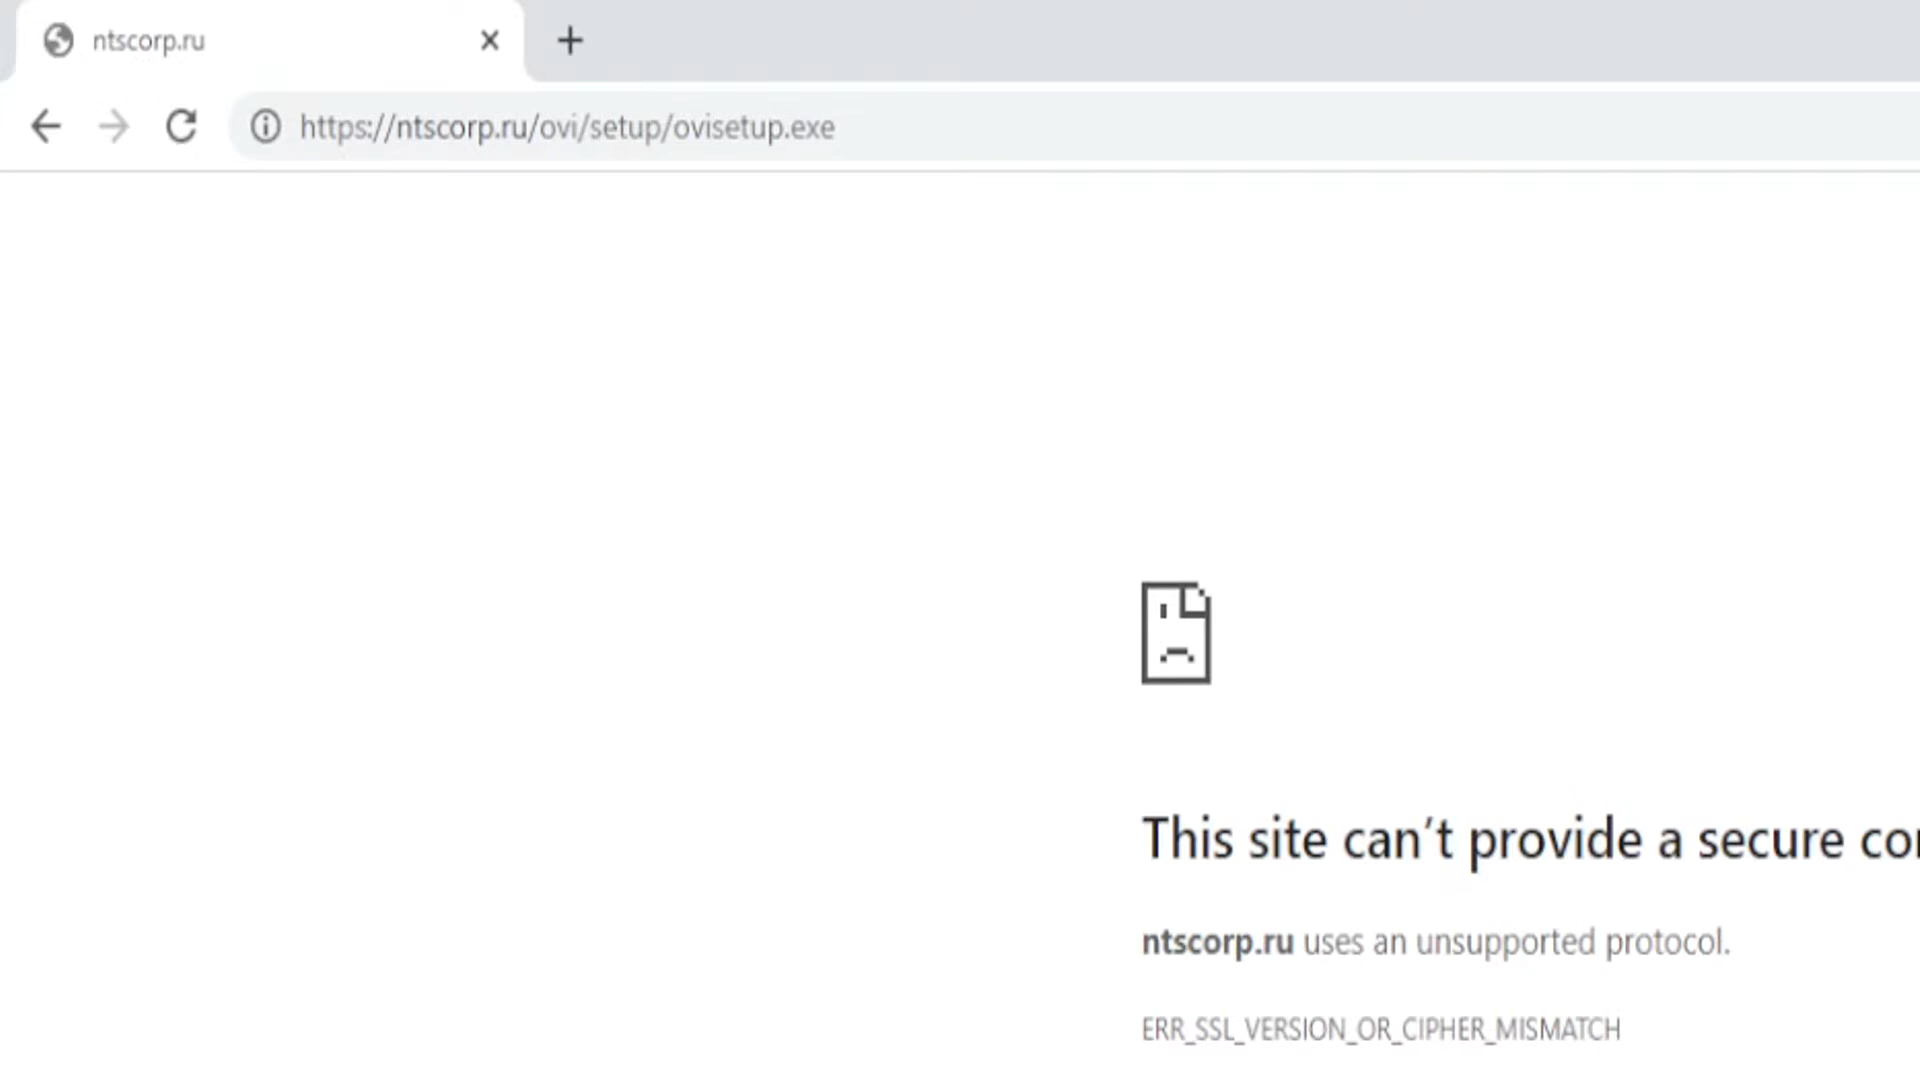 ntscorp.ru
https://ntscorp.ru/ovi/setup/ovisetup.exe
This site can't provide a secure
ntscorp.ru uses an unsupported protocol.
ERR_SSL_VERSION_OR_CIPHER_MISMATCH